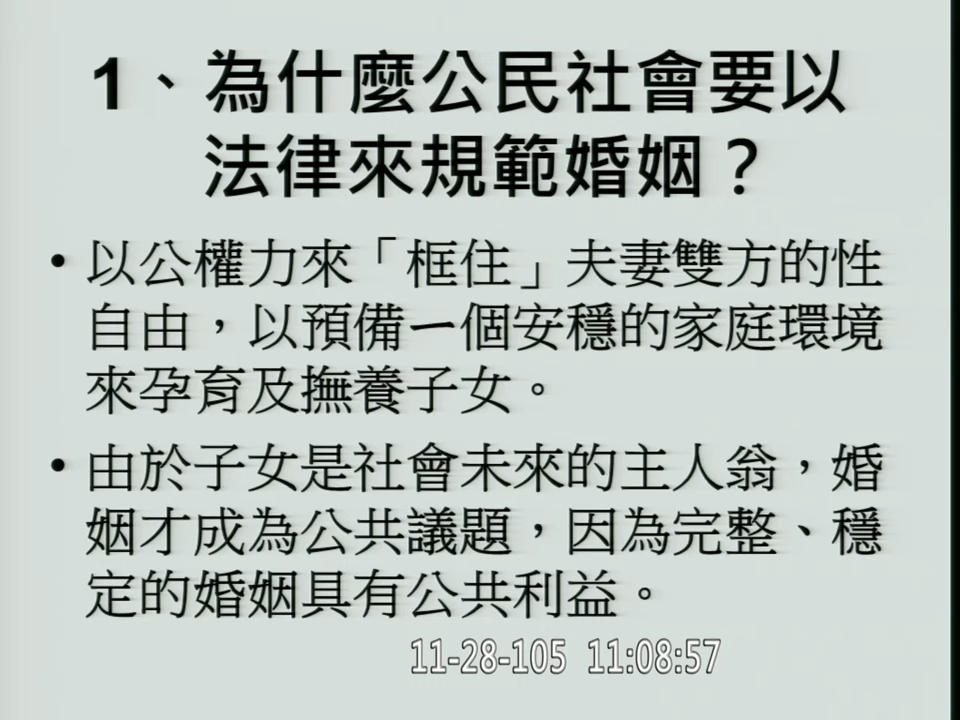 1、為什麼公民社會要以
法律來規範婚姻？
• 以公權力來「框住」夫妻雙方的性
自由，以預備一個安穩的家庭環境
來孕育及撫養子女。
• 由於子女是社會未來的主人翁，婚
姻才成為公共議題，因為完整、穩
定的婚姻具有公共利益。
11-28-105 11:08:57